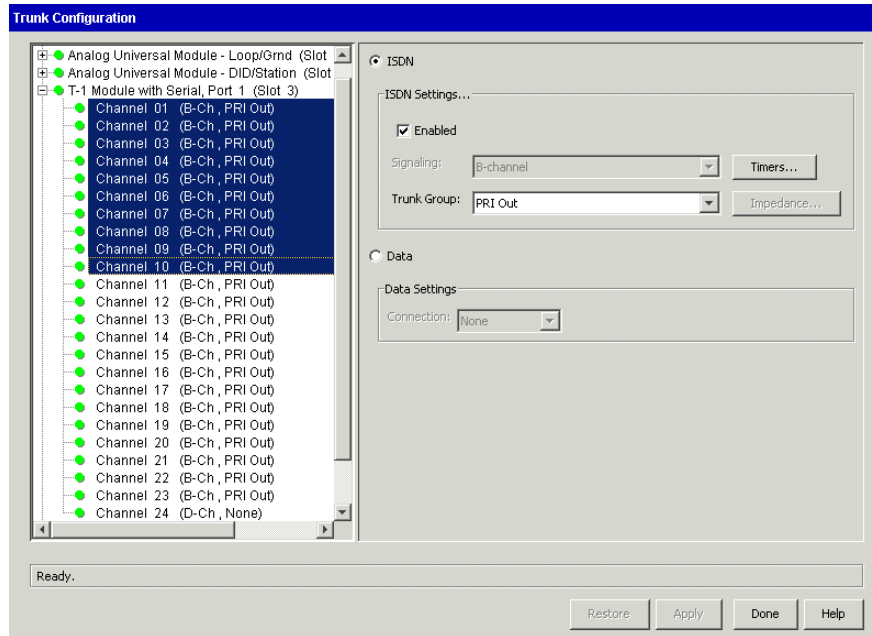 Trunk Configuration
Analog Universal Module - Loop/Grnd (Slot
Analog Universal Module - DID/Station (Slot
T-1 Module with Serial, Port 1 (Slot 3)
Channel 01 (B-Ch , PRI Out)
Channel 02 (B-Ch , PRI Out)
Channel 03 (B-Ch , PRI Out)
Channel 04 (B-Ch , PRI Out)
Channel 05 (B-Ch , PRI Out)
Channel 06 (B-Ch , PRI Out)
Channel 07 (B-Ch , PRI Out)
Channel 08 (B-Ch , PRI Out)
Channel 09 (B-Ch , PRI Out)
Channel 10 (B-Ch , PRI Out)
Channel 11 (B-Ch , PRI Out)
Channel 12 (B-Ch , PRI Out)
Channel 13 (B-Ch , PRI Out)
Channel 14 (B-Ch , PRI Out)
Channel 15 (B-Ch , PRI Out)
Channel 16 (B-Ch , PRI Out)
Channel 17 (B-Ch , PRI Out)
Channel 18 (B-Ch , PRI Out)
Channel 19 (B-Ch , PRI Out)
Channel 20 (B-Ch , PRI Out)
Channel 21 (B-Ch , PRI Out)
Channel 22 (B-Ch , PRI Out)
Channel 23 (B-Ch , PRI Out)
Channel 24 (D-Ch , None)
ISDN
ISDN Settings...
Enabled
Signaling: B-channel Timers...
Trunk Group: PRI Out Impedance...
Data
Data Settings
Connection: None
Ready.
Restore Apply Done Help